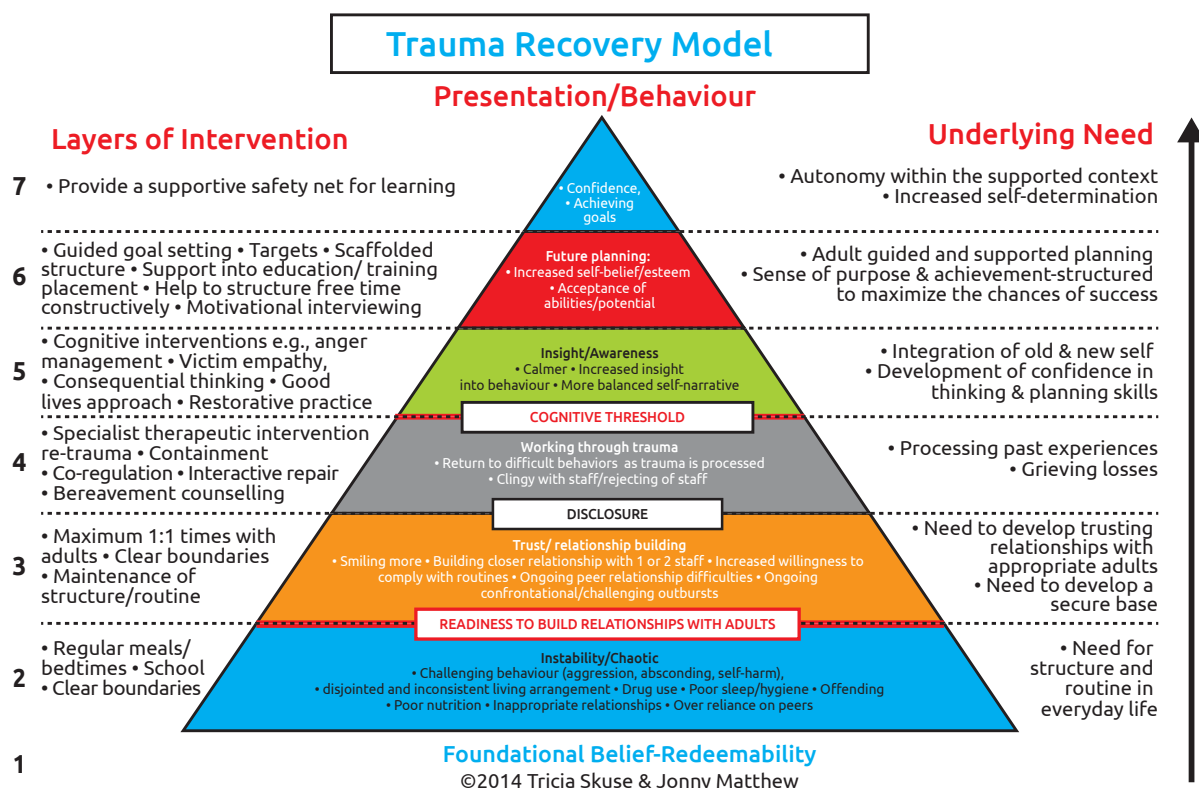 Trauma Recovery Model
Presentation/Behaviour
Layers of Intervention
Underlying Need
7
• Provide a supportive safety net for learning
• Confidence,
• Achieving
goals
• Autonomy within the supported context
• Increased self-determination
6
• Guided goal setting • Targets • Scaffolded
structure • Support into education/ training
placement • Help to structure free time
constructively • Motivational interviewing
Future planning:
• Increased self-belief/esteem
• Acceptance of
abilities/potential
• Adult guided and supported planning
• Sense of purpose & achievement-structured
to maximize the chances of success
5
• Cognitive interventions e.g., anger
management • Victim empathy,
• Consequential thinking • Good
lives approach • Restorative practice
Insight/Awareness
• Calmer • Increased insight
into behaviour • More balanced self-narrative
• Integration of old & new self
• Development of confidence in
thinking & planning skills
COGNITIVE THRESHOLD
4
• Specialist therapeutic intervention
re-trauma • Containment
• Co-regulation • Interactive repair
• Bereavement counselling
Working through trauma
• Return to difficult behaviors as trauma is processed
• Clingy with staff/rejecting of staff
• Processing past experiences
• Grieving losses
DISCLOSURE
3
• Maximum 1:1 times with
adults • Clear boundaries
• Maintenance of
structure/routine
Trust/ relationship building
• Smiling more • Building closer relationship with 1 or 2 staff • Increased willingness to
comply with routines • Ongoing peer relationship difficulties • Ongoing
confrontational/challenging outbursts
• Need to develop trusting
relationships with
appropriate adults
• Need to develop a
secure base
READINESS TO BUILD RELATIONSHIPS WITH ADULTS
2
• Regular meals/
bedtimes • School
• Clear boundaries
Instability/Chaotic
• Challenging behaviour (aggression, absconding, self-harm),
• disjointed and inconsistent living arrangement • Drug use • Poor sleep/hygiene • Offending
• Poor nutrition • Inappropriate relationships • Over reliance on peers
• Need for
structure and
routine in
everyday life
1
Foundational Belief-Redeemability
©2014 Tricia Skuse & Jonny Matthew